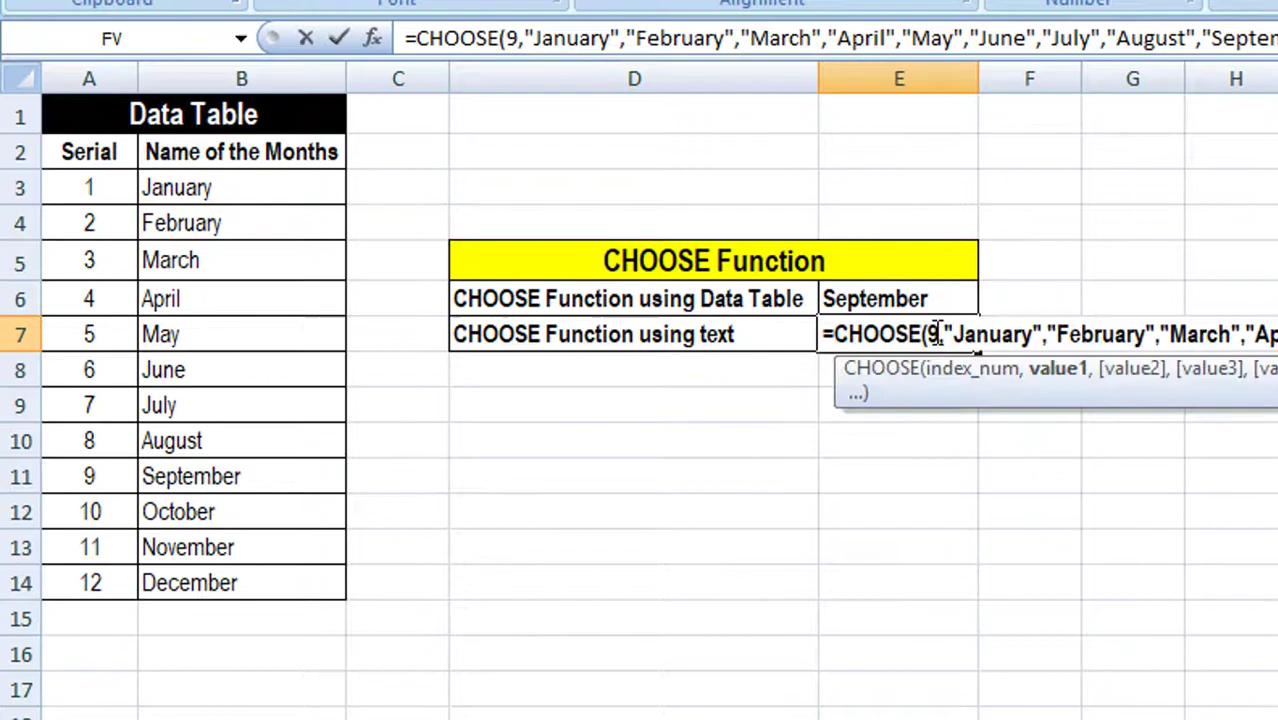 Clipboard Font Alignment Number
FV =CHOOSE(9,"January","February","March","April","May","June","July","August","Septen
A B C D E F G H
1 Data Table
2 Serial Name of the Months
3 1 January
4 2 February
5 3 March CHOOSE Function
6 4 April CHOOSE Function using Data Table September
7 5 May CHOOSE Function using text =CHOOSE(9,"January","February","March","Ap
8 6 June CHOOSE(index_num, value1, [value2], [value3], [va
9 7 July ...)
10 8 August
11 9 September
12 10 October
13 11 November
14 12 December
15
16
17